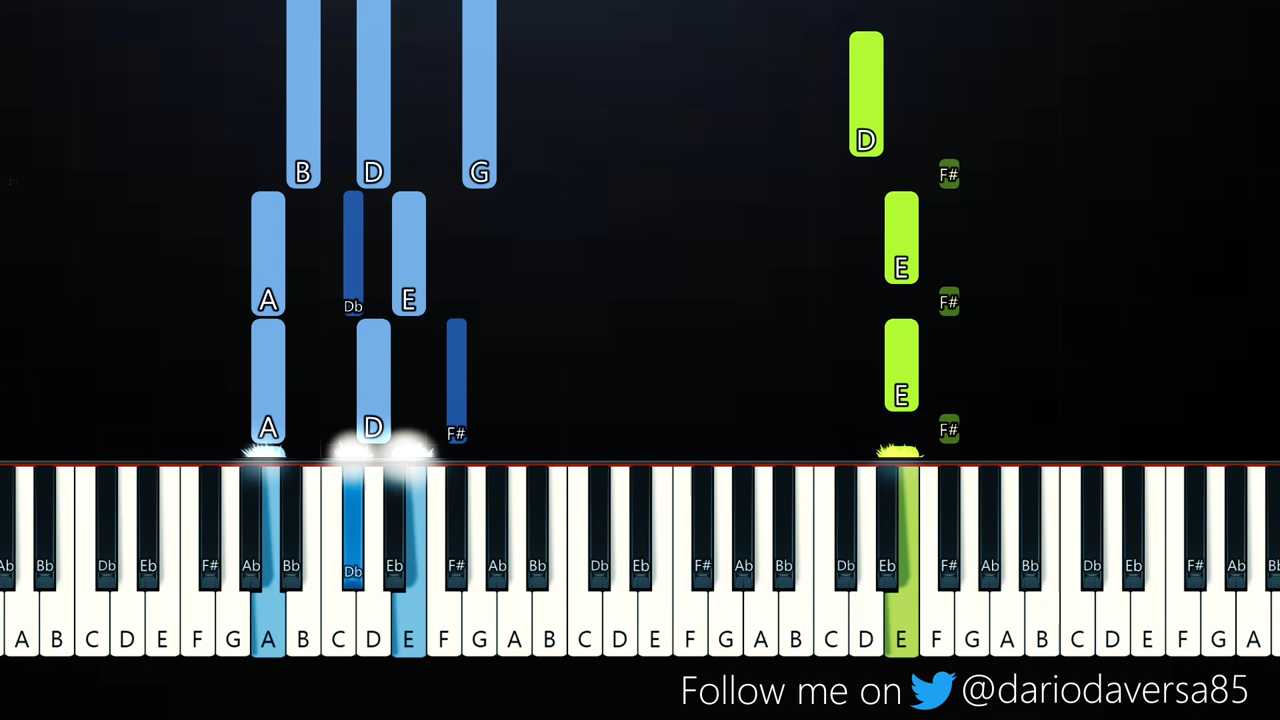 D
B D G F#
E
A Db E F#
E
A D F# F#
Ab Bb Db Eb F# Ab Bb Db Eb F# Ab Bb Db Eb F# Ab Bb Db Eb F# Ab Bb Db Eb F# Ab Bb
A B C D E F G A B C D E F G A B C D E F G A B C D E F G A B C D E F G A
Follow me on @dariodaversa85